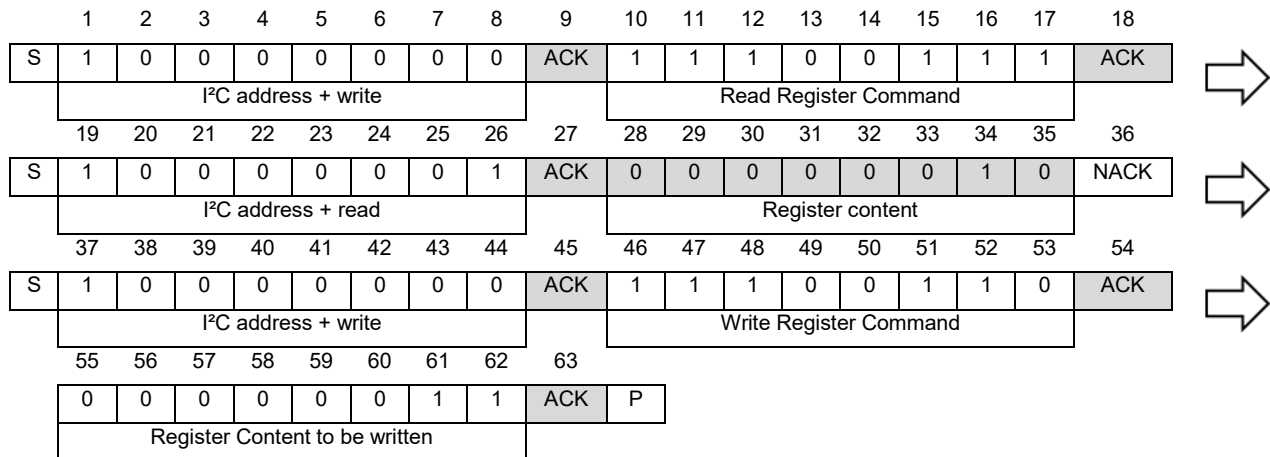 1 2 3 4 5 6 7 8 9 10 11 12 13 14 15 16 17 18
S 1 0 0 0 0 0 0 0 ACK 1 1 1 0 0 1 1 1 ACK
I²C address + write Read Register Command
19 20 21 22 23 24 25 26 27 28 29 30 31 32 33 34 35 36
S 1 0 0 0 0 0 0 1 ACK 0 0 0 0 0 0 1 0 NACK
I²C address + read Register content
37 38 39 40 41 42 43 44 45 46 47 48 49 50 51 52 53 54
S 1 0 0 0 0 0 0 0 ACK 1 1 1 0 0 1 1 0 ACK
I²C address + write Write Register Command
55 56 57 58 59 60 61 62 63
0 0 0 0 0 0 1 1 ACK P
Register Content to be written